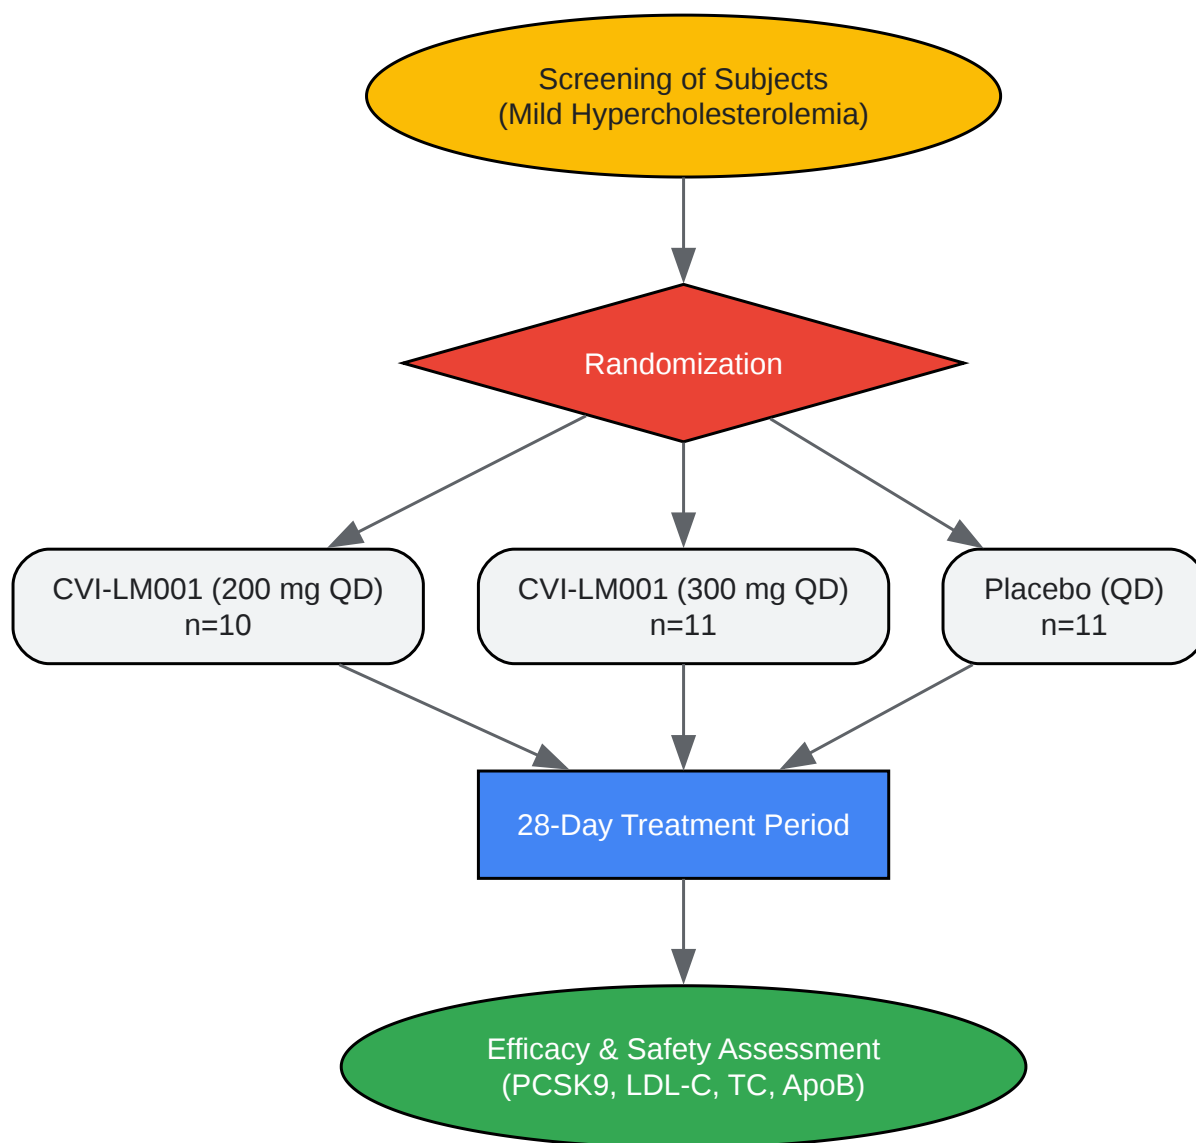 Screening of Subjects
(Mild Hypercholesterolemia)
Randomization
CVI-LM001 (200 mg QD)
n=10
CVI-LM001 (300 mg QD)
n=11
Placebo (QD)
n=11
28-Day Treatment Period
Efficacy & Safety Assessment
(PCSK9, LDL-C, TC, ApoB)